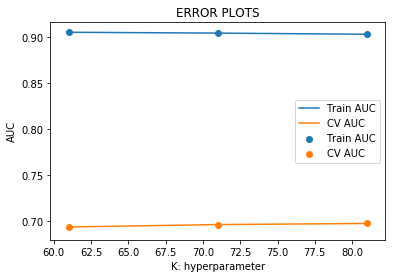 ERROR PLOTS
0.90
0.85
0.80
0.75
0.70
AUC
Train AUC
CV AUC
Train AUC
CV AUC
60.0 62.5 65.0 67.5 70.0 72.5 75.0 77.5 80.0
K: hyperparameter